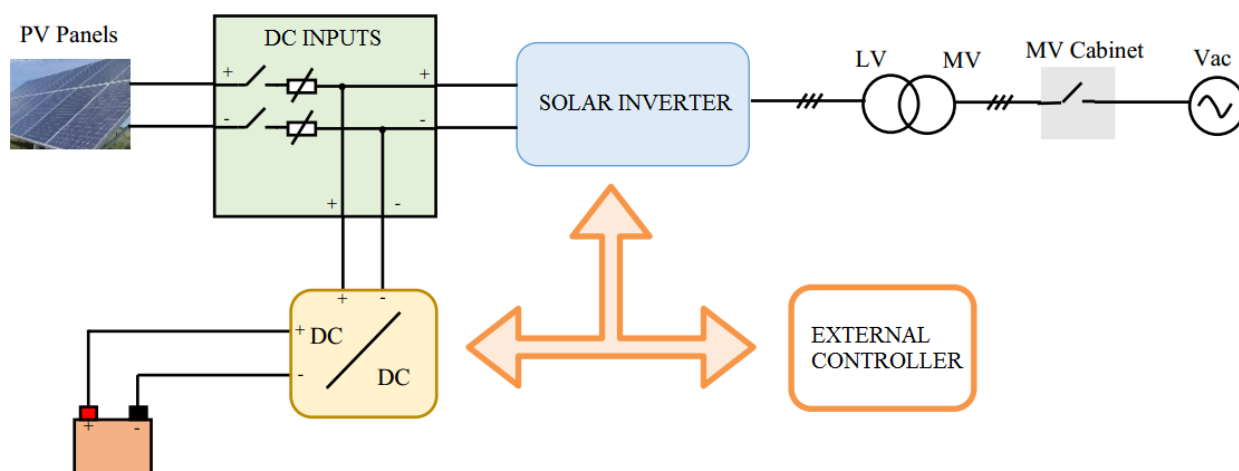 PV Panels
DC INPUTS
LV
MV
MV Cabinet
Vac
+
+
-
-
SOLAR INVERTER
+ -
+ -
+
DC
-
DC
EXTERNAL
CONTROLLER
+ -